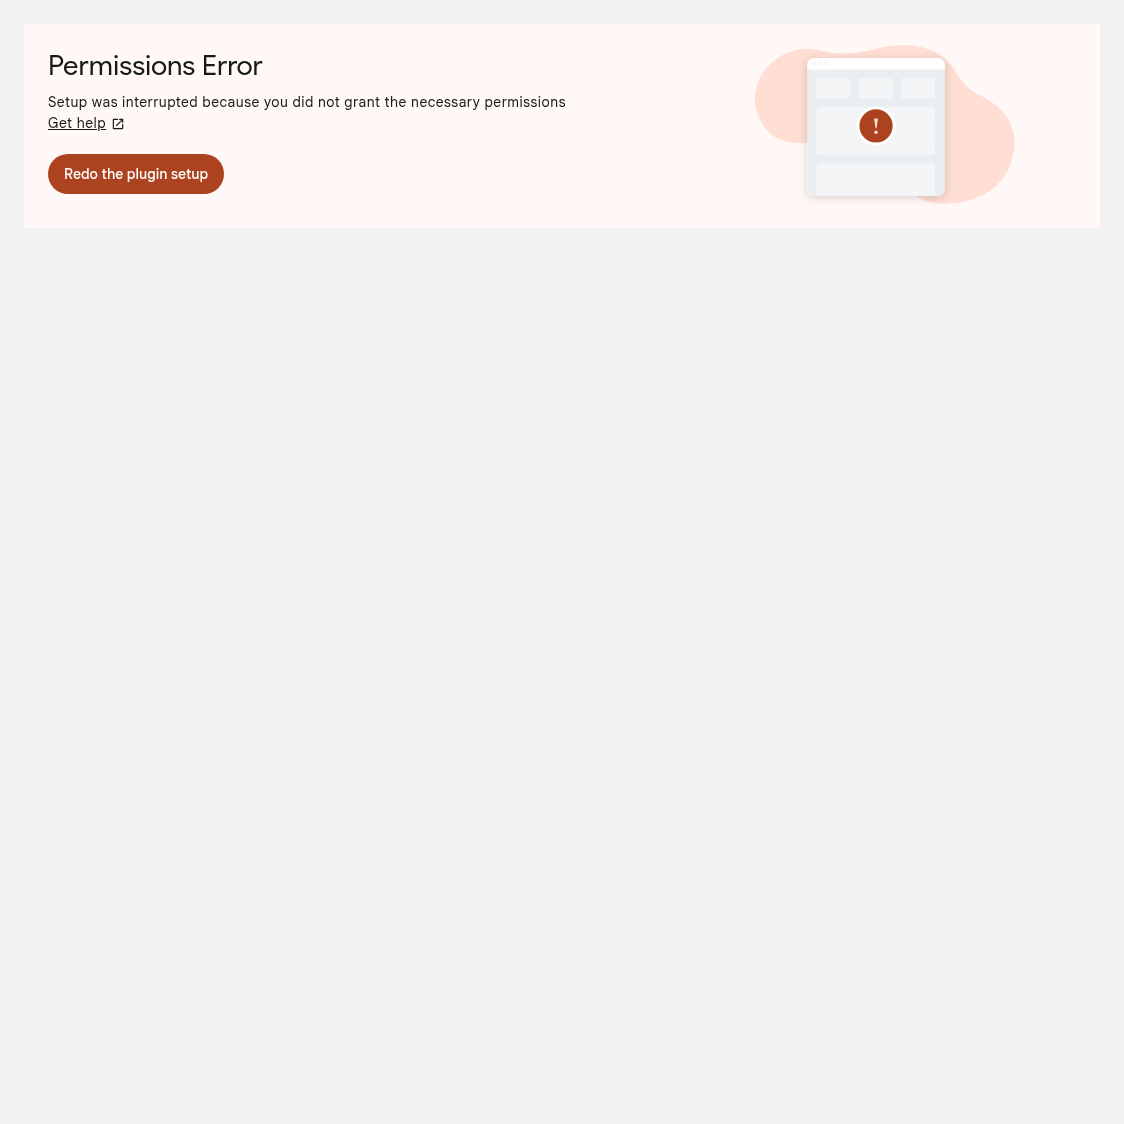 Permissions Error
Setup was interrupted because you did not grant the necessary permissions
Get help
Redo the plugin setup